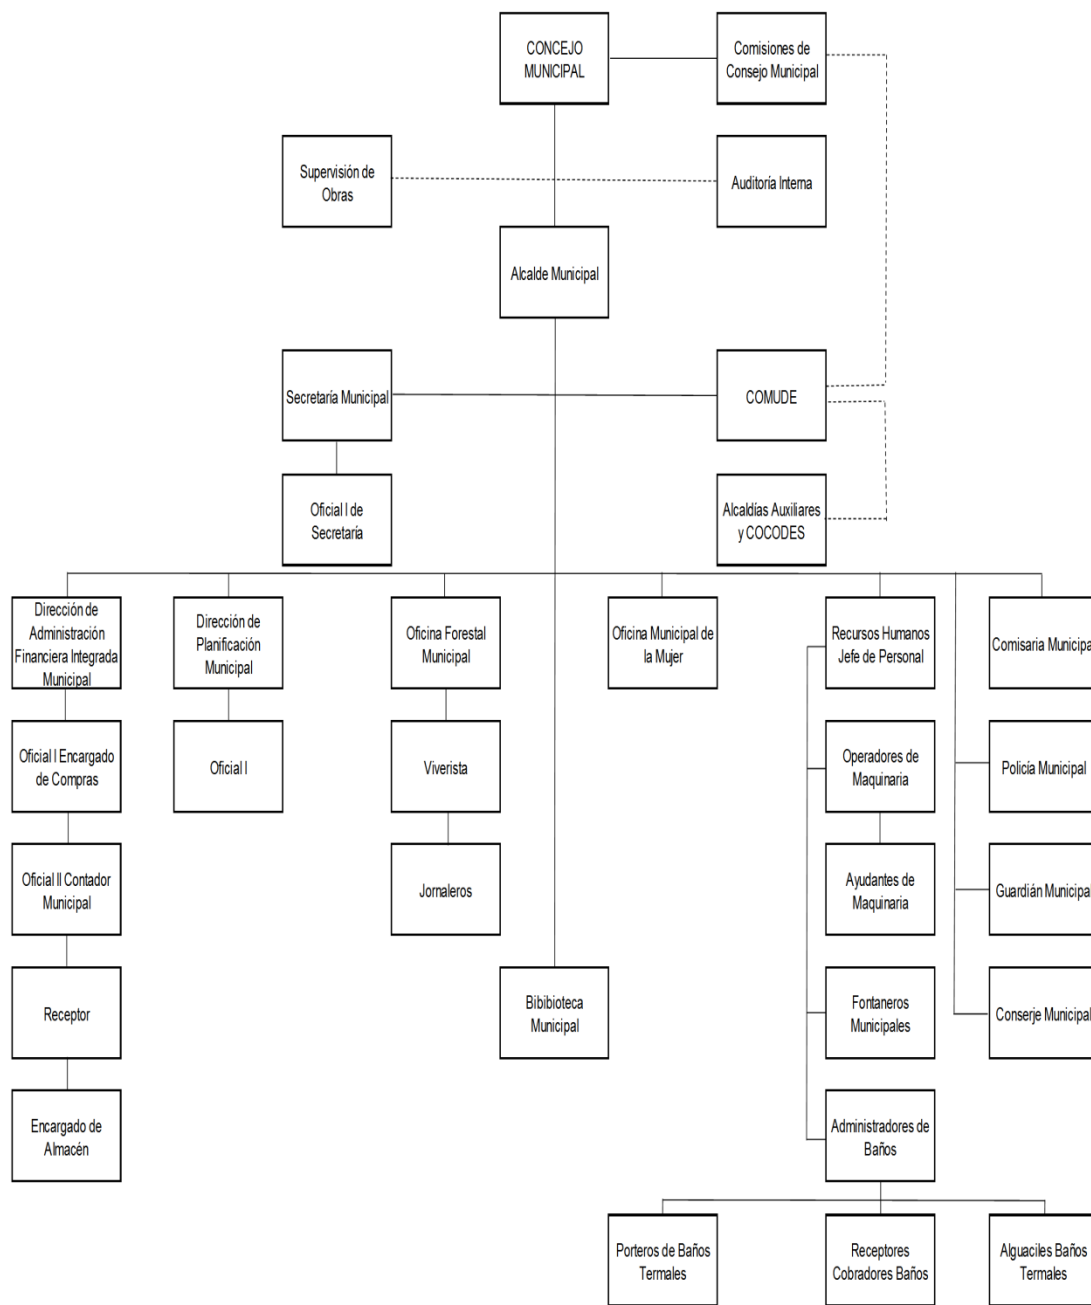 CONCEJO
MUNICIPAL
Comisiones de
Consejo Municipal
Supervisión de
Obras
Auditoría Interna
Alcalde Municipal
Secretaría Municipal
COMUDE
Oficial I de
Secretaría
Alcaldías Auxiliares
y COCODES
Dirección de
Administración
Financiera Integrada
Municipal
Dirección de
Planificación
Municipal
Oficina Forestal
Municipal
Oficina Municipal de
la Mujer
Recursos Humanos
Jefe de Personal
Comisaria Municipal
Oficial I Encargado
de Compras
Oficial I
Viverista
Operadores de
Maquinaria
Policía Municipal
Oficial II Contador
Municipal
Jornaleros
Ayudantes de
Maquinaria
Guardián Municipal
Receptor
Bibibioteca
Municipal
Fontaneros
Municipales
Conserje Municipal
Encargado de
Almacén
Administradores de
Baños
Porteros de Baños
Termales
Receptores
Cobradores Baños
Alguaciles Baños
Termales